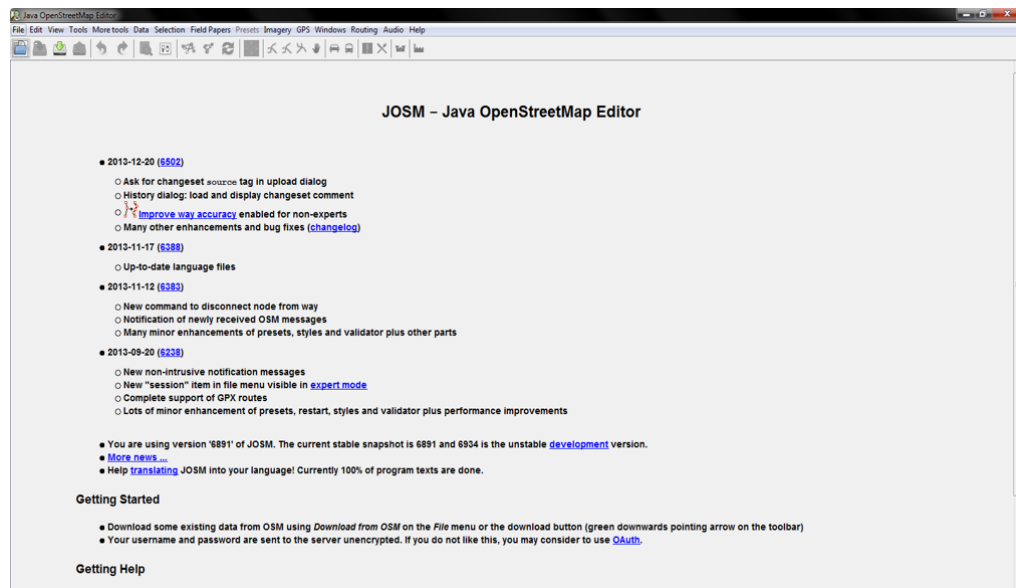 Java OpenStreetMap Editor
File Edit View Tools More tools Data Selection Field Papers Presets Imagery GPS Windows Routing Audio Help
JOSM – Java OpenStreetMap Editor
2013-12-20 (6502)
Ask for changeset source tag in upload dialog
History dialog: load and display changeset comment
Improve way accuracy enabled for non-experts
Many other enhancements and bug fixes (changelog)
2013-11-17 (6388)
Up-to-date language files
2013-11-12 (6383)
New command to disconnect node from way
Notification of newly received OSM messages
Many minor enhancements of presets, styles and validator plus other parts
2013-09-20 (6238)
New non-intrusive notification messages
New "session" item in file menu visible in expert mode
Complete support of GPX routes
Lots of minor enhancement of presets, restart, styles and validator plus performance improvements
You are using version '6891' of JOSM. The current stable snapshot is 6891 and 6934 is the unstable development version.
More news ...
Help translating JOSM into your language! Currently 100% of program texts are done.
Getting Started
Download some existing data from OSM using Download from OSM on the File menu or the download button (green downwards pointing arrow on the toolbar)
Your username and password are sent to the server unencrypted. If you do not like this, you may consider to use OAuth.
Getting Help